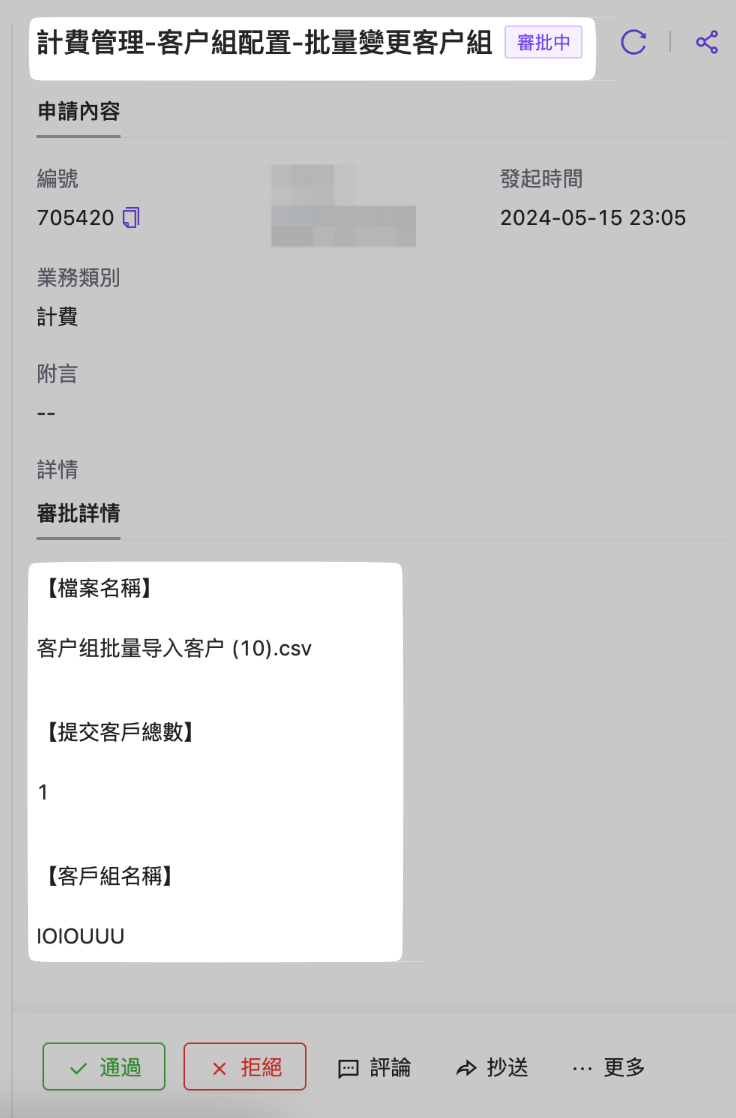 計費管理-客户組配置-批量變更客户組 審批中
申請內容
編號 發起時間
705420 2024-05-15 23:05
業務類別
計費
附言
--
詳情
審批詳情
【檔案名稱】
客户组批量导入客户 (10).csv
【提交客戶總數】
1
【客戶組名稱】
IOIOUUU
通過 拒絕 評論 抄送 更多